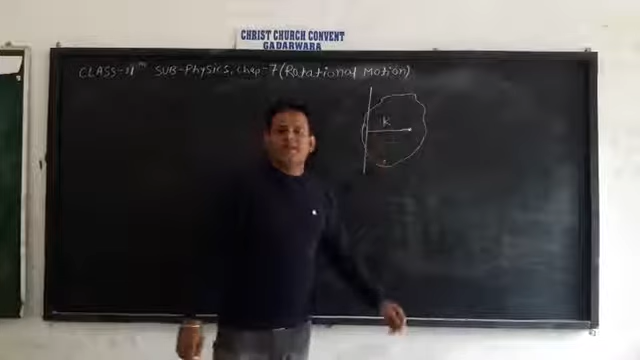 CHRIST CHURCH CONVENT
GADARWARA
CLASS-11th SUB-Physics, Chap-7 (Rotational Motion)
K